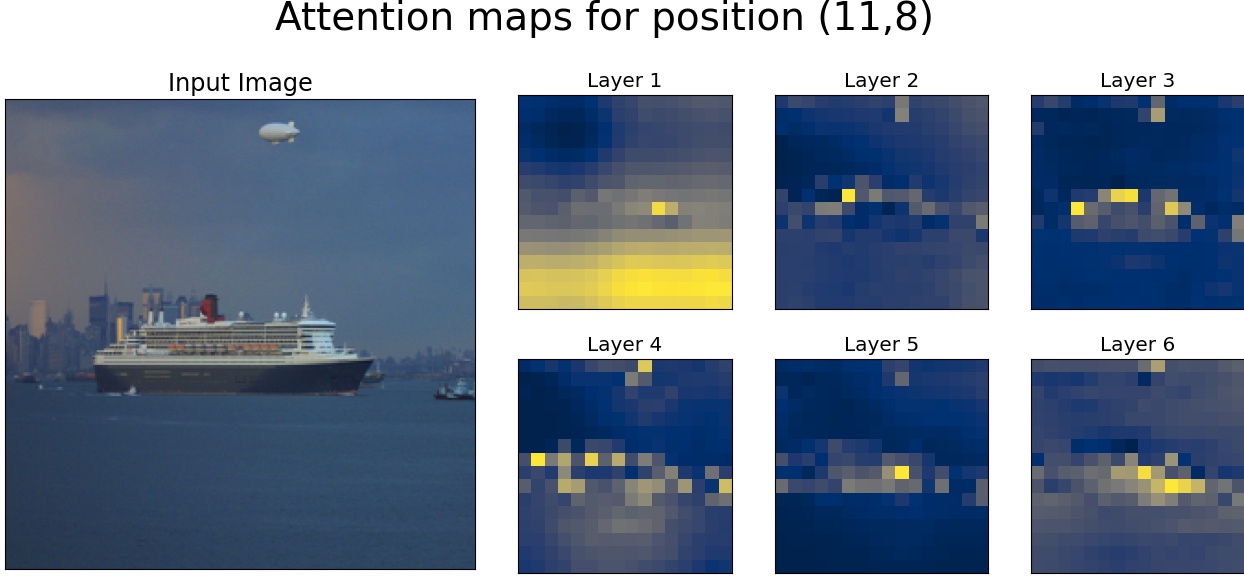 Attention maps for position (11,8)
Input Image
Layer 1
Layer 2
Layer 3
Layer 4
Layer 5
Layer 6